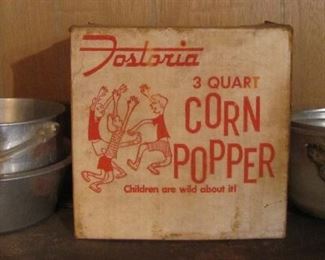 Fostoria
3 QUART
CORN
POPPER
Children are wild about it!